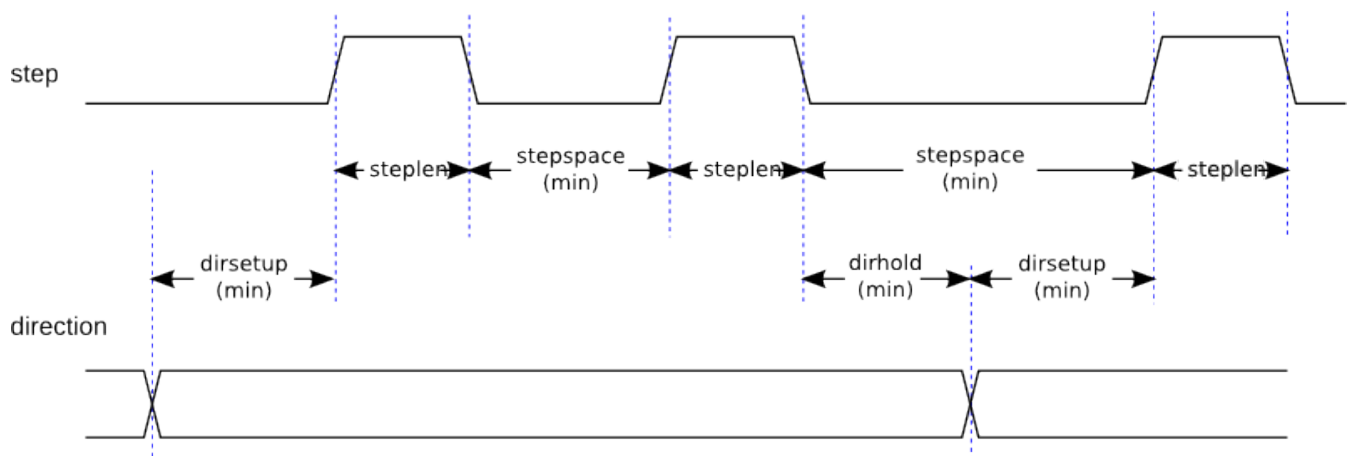 step
steplen
stepspace
(min)
steplen
stepspace
(min)
steplen
dirsetup
(min)
dirhold
(min)
dirsetup
(min)
direction